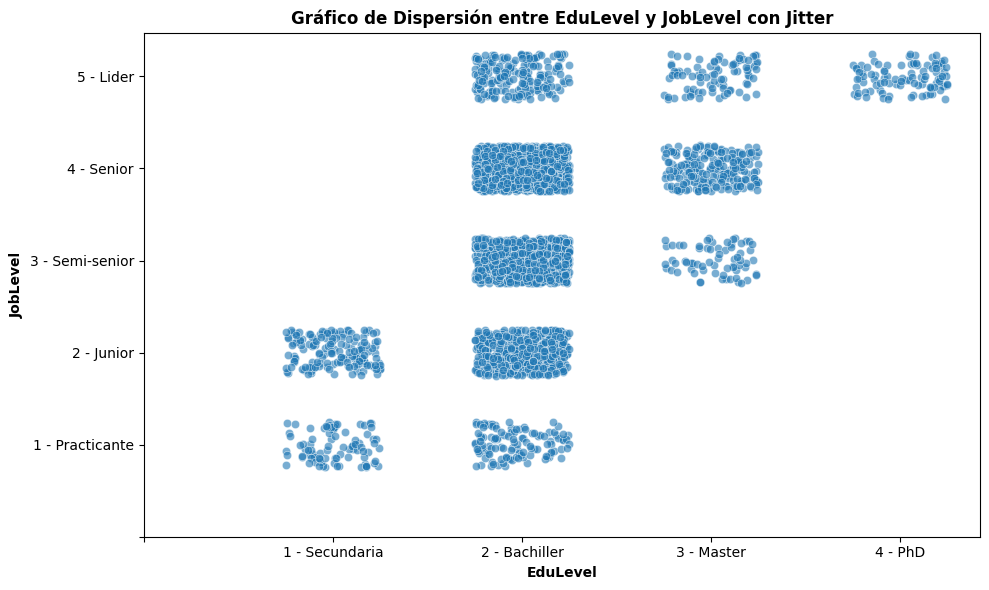 Gráfico de Dispersión entre EduLevel y JobLevel con Jitter
JobLevel
5 - Lider
4 - Senior
3 - Semi-senior
2 - Junior
1 - Practicante
1 - Secundaria
2 - Bachiller
3 - Master
4 - PhD
EduLevel